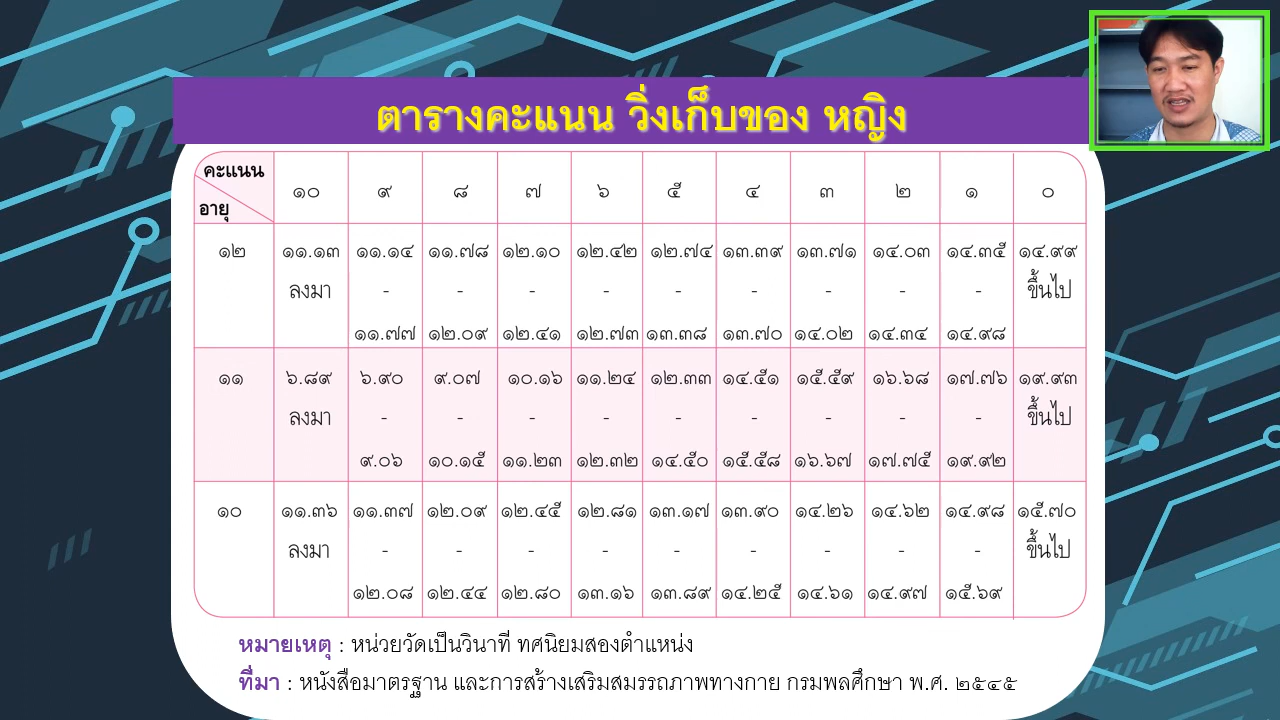 ตารางคะแนน วิ่งเก็บของ หญิง
คะแนน ๑๐ ๙ ๘ ๗ ๖ ๕ ๔ ๓ ๒ ๑ ๐
อายุ
๑๒ ๑๑.๑๓ ๑๑.๑๔ ๑๑.๗๘ ๑๒.๑๐ ๑๒.๔๒ ๑๒.๗๔ ๑๓.๓๙ ๑๓.๗๑ ๑๔.๐๓ ๑๔.๓๕ ๑๔.๙๙
ลงมา - - - - - - - - - ขึ้นไป
๑๑.๗๗ ๑๒.๐๙ ๑๒.๔๑ ๑๒.๗๓ ๑๓.๓๘ ๑๓.๗๐ ๑๔.๐๒ ๑๔.๓๔ ๑๔.๙๘
๑๑ ๖.๘๙ ๖.๙๐ ๙.๐๗ ๑๐.๑๖ ๑๑.๒๔ ๑๒.๓๓ ๑๔.๕๑ ๑๕.๕๙ ๑๖.๖๘ ๑๗.๗๖ ๑๙.๙๓
ลงมา - - - - - - - - - ขึ้นไป
๙.๐๖ ๑๐.๑๕ ๑๑.๒๓ ๑๒.๓๒ ๑๔.๕๐ ๑๕.๕๘ ๑๖.๖๗ ๑๗.๗๕ ๑๙.๙๒
๑๐ ๑๑.๓๖ ๑๑.๓๗ ๑๒.๐๙ ๑๒.๔๕ ๑๒.๘๑ ๑๓.๑๗ ๑๓.๙๐ ๑๔.๒๖ ๑๔.๖๒ ๑๔.๙๘ ๑๕.๗๐
ลงมา - - - - - - - - - ขึ้นไป
๑๒.๐๘ ๑๒.๔๔ ๑๒.๘๐ ๑๓.๑๖ ๑๓.๘๙ ๑๔.๒๕ ๑๔.๖๑ ๑๔.๙๗ ๑๕.๖๙
หมายเหตุ : หน่วยวัดเป็นวินาที ทศนิยมสองตำแหน่ง
ที่มา : หนังสือมาตรฐาน และการสร้างเสริมสมรรถภาพทางกาย กรมพลศึกษา พ.ศ. ๒๕๔๕